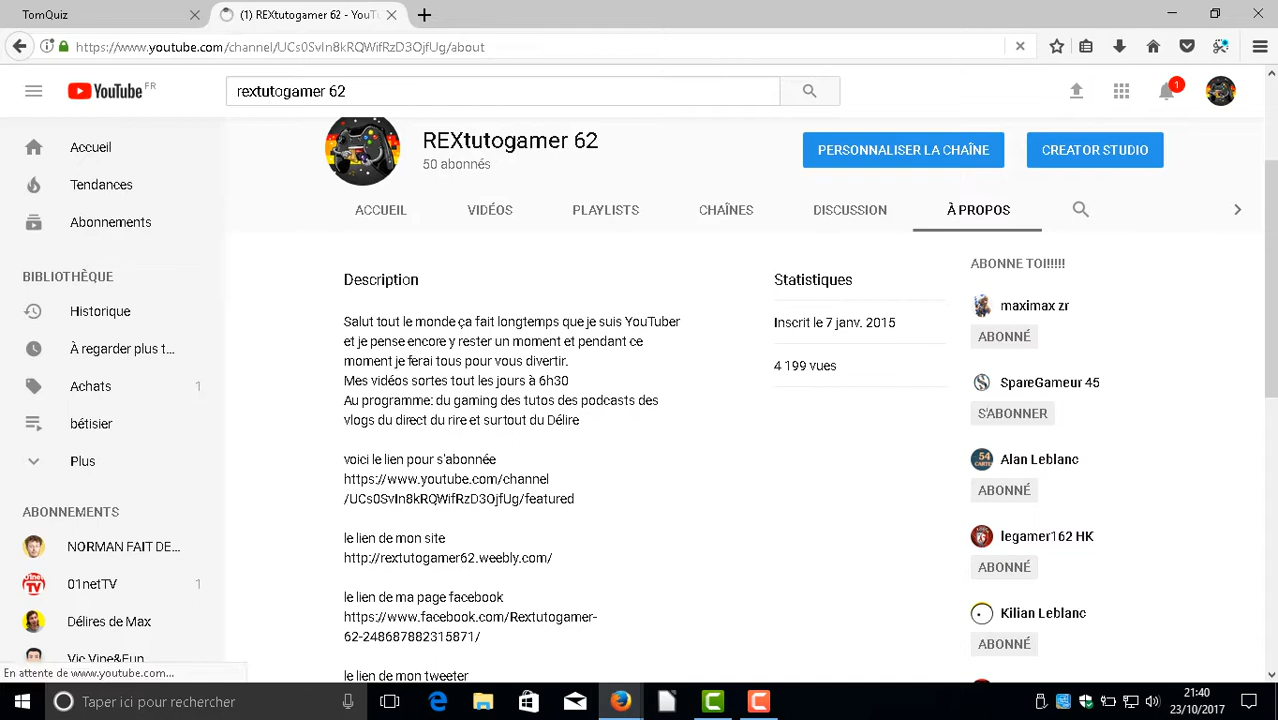 TomQuiz
(1) REXtutogamer 62 - YouT
https://www.youtube.com/channel/UCs0SvIn8kRQWifRzD3OjfUg/about
YouTube FR
rextutogamer 62
1
Accueil
Tendances
Abonnements
BIBLIOTHÈQUE
Historique
À regarder plus t...
Achats 1
bêtisier
Plus
ABONNEMENTS
NORMAN FAIT DE...
01netTV 1
Délires de Max
Vic Vine&Fun
En attente de www.youtube.com...
REXtutogamer 62
50 abonnés
PERSONNALISER LA CHAÎNE
CREATOR STUDIO
ACCUEIL VIDÉOS PLAYLISTS CHAÎNES DISCUSSION À PROPOS
Description
Salut tout le monde ça fait longtemps que je suis YouTuber
et je pense encore y rester un moment et pendant ce
moment je ferai tous pour vous divertir.
Mes vidéos sortes tout les jours à 6h30
Au programme: du gaming des tutos des podcasts des
vlogs du direct du rire et surtout du Délire
voici le lien pour s'abonnée
https://www.youtube.com/channel
/UCs0SvIn8kRQWifRzD3OjfUg/featured
le lien de mon site
http://rextutogamer62.weebly.com/
le lien de ma page facebook
https://www.facebook.com/Rextutogamer-
62-248687882315871/
le lien de mon tweeter
Statistiques
Inscrit le 7 janv. 2015
4 199 vues
ABONNE TOI!!!!!
maximax zr
ABONNÉ
SpareGameur 45
S'ABONNER
Alan Leblanc
ABONNÉ
legamer162 HK
ABONNÉ
Kilian Leblanc
ABONNÉ
Taper ici pour rechercher
21:40
23/10/2017